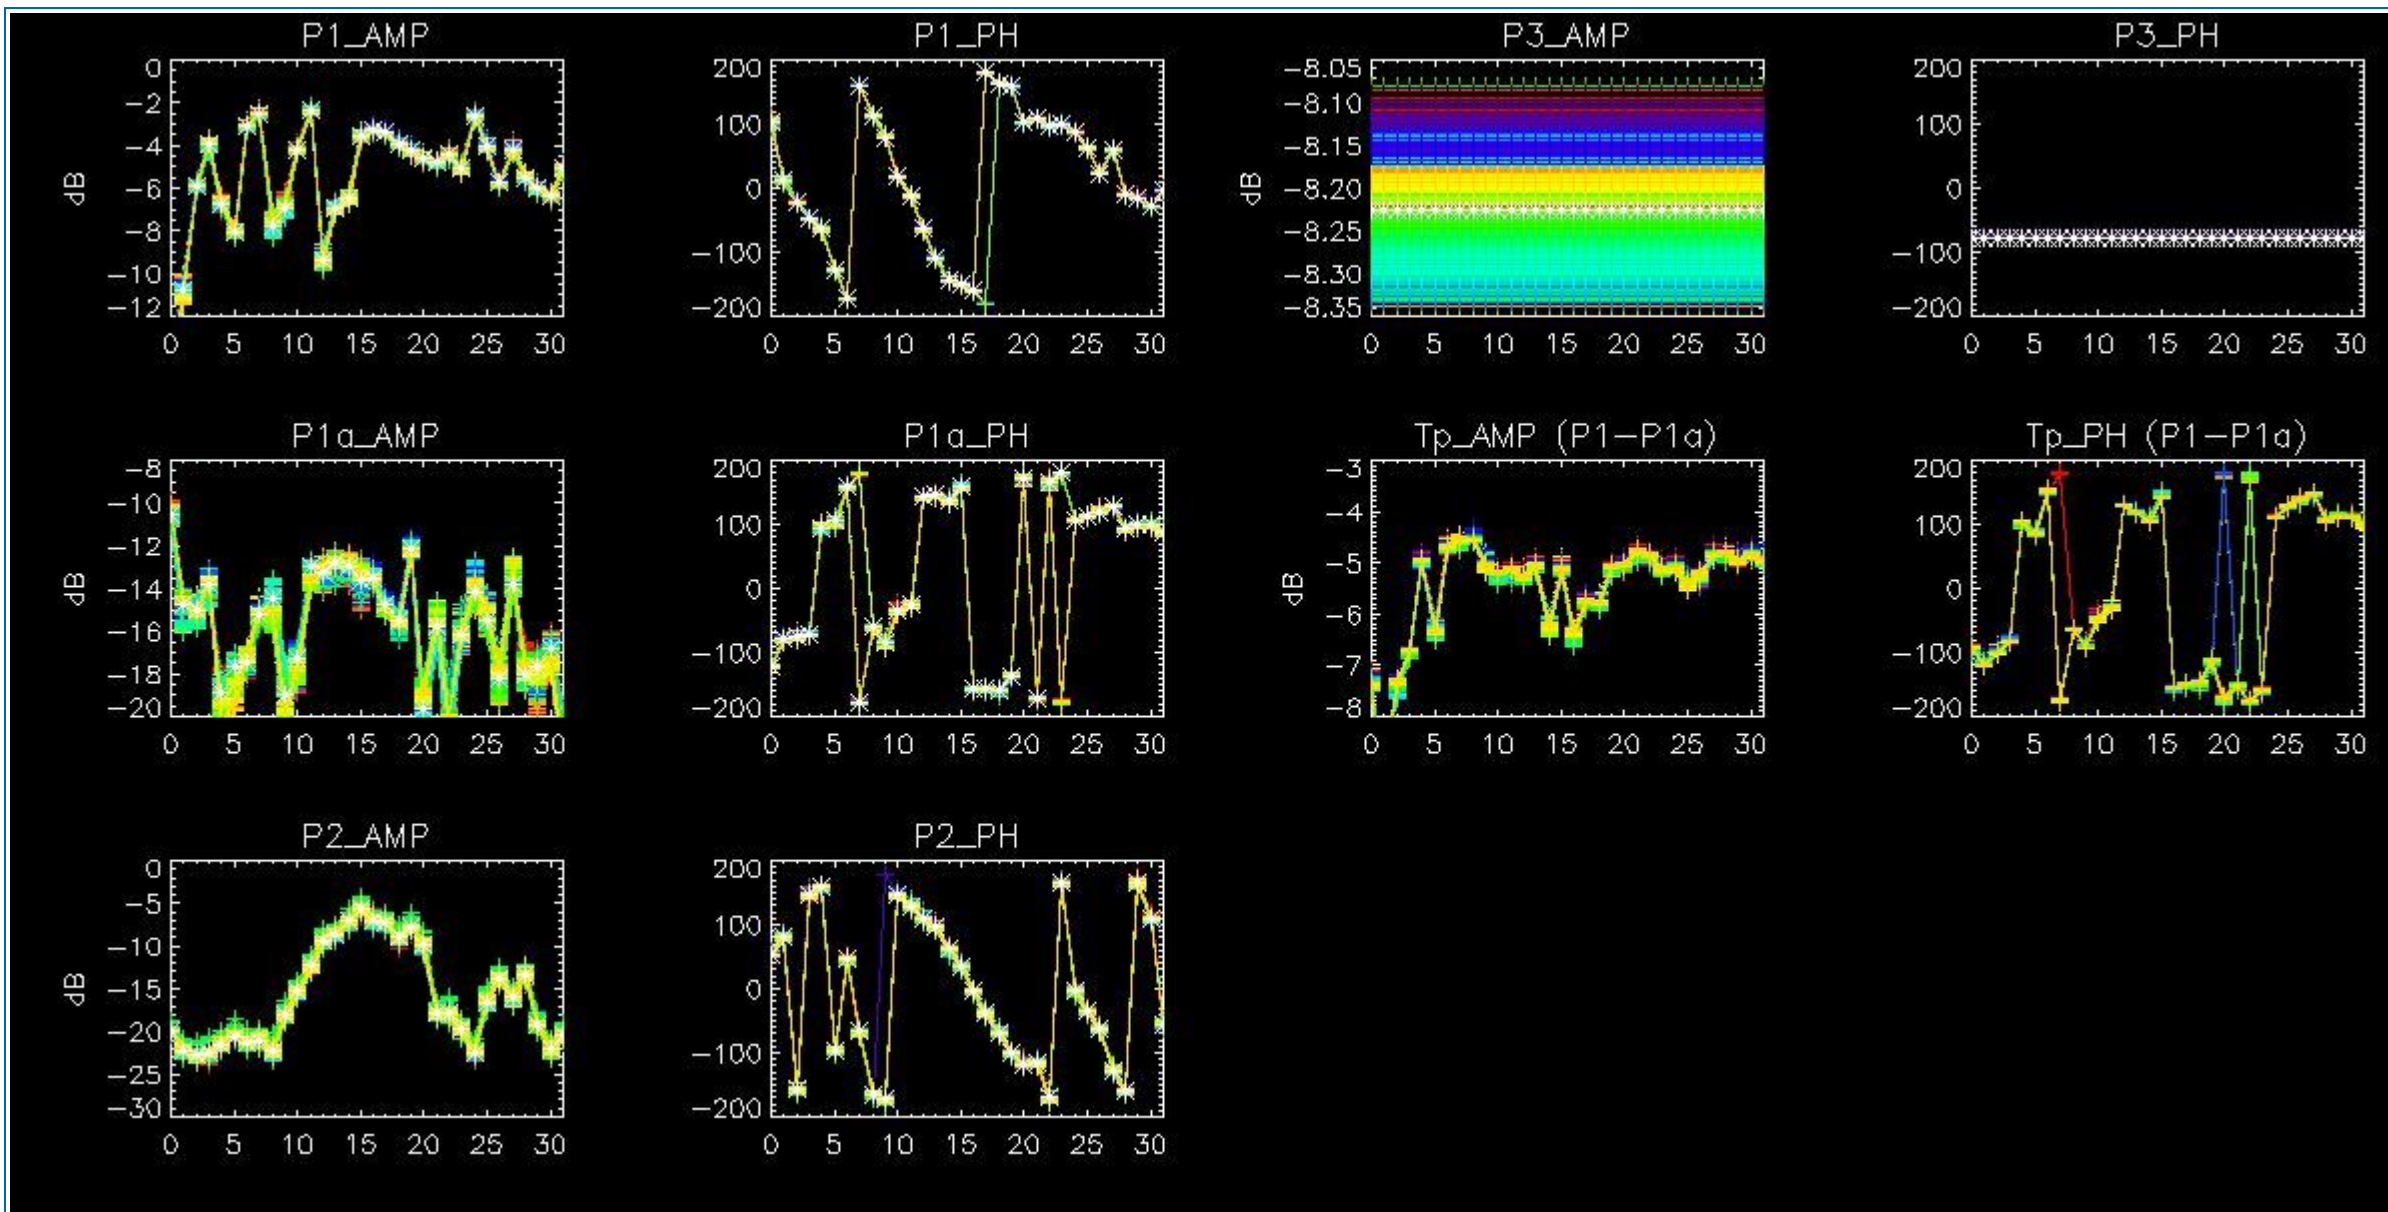 P1_AMP
0
−2
−4
−6
−8
−10
−12
dB
0 5 10 15 20 25 30
P1_PH
200
100
0
−100
−200
0 5 10 15 20 25 30
P3_AMP
−8.05
−8.10
−8.15
−8.20
−8.25
−8.30
−8.35
dB
0 5 10 15 20 25 30
P3_PH
200
100
0
−100
−200
0 5 10 15 20 25 30
P1a_AMP
−8
−10
−12
−14
−16
−18
−20
dB
0 5 10 15 20 25 30
P1a_PH
200
100
0
−100
−200
0 5 10 15 20 25 30
Tp_AMP (P1−P1a)
−3
−4
−5
−6
−7
−8
dB
0 5 10 15 20 25 30
Tp_PH (P1−P1a)
200
100
0
−100
−200
0 5 10 15 20 25 30
P2_AMP
0
−5
−10
−15
−20
−25
−30
dB
0 5 10 15 20 25 30
P2_PH
200
100
0
−100
−200
0 5 10 15 20 25 30